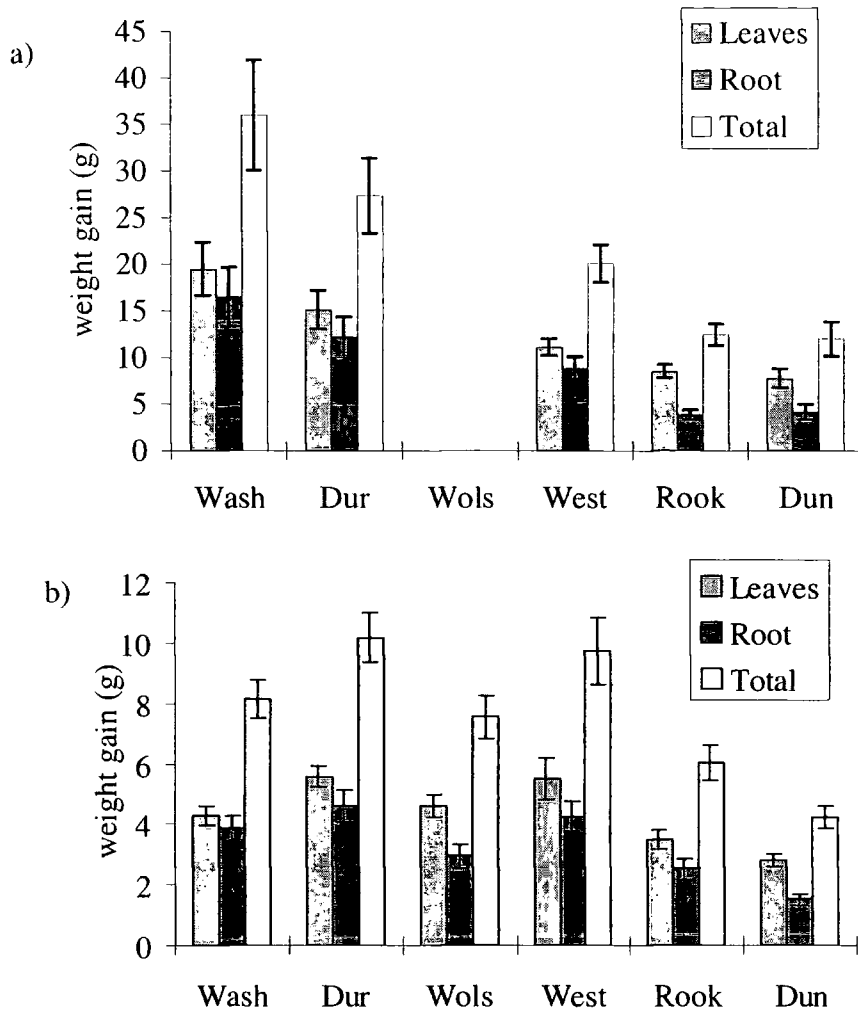 a)
45
40
35
30
25
20
15
10
5
0
weight gain (g)
Leaves
Root
Total
Wash Dur Wols West Rook Dun
b)
12
10
8
6
4
2
0
weight gain (g)
Leaves
Root
Total
Wash Dur Wols West Rook Dun